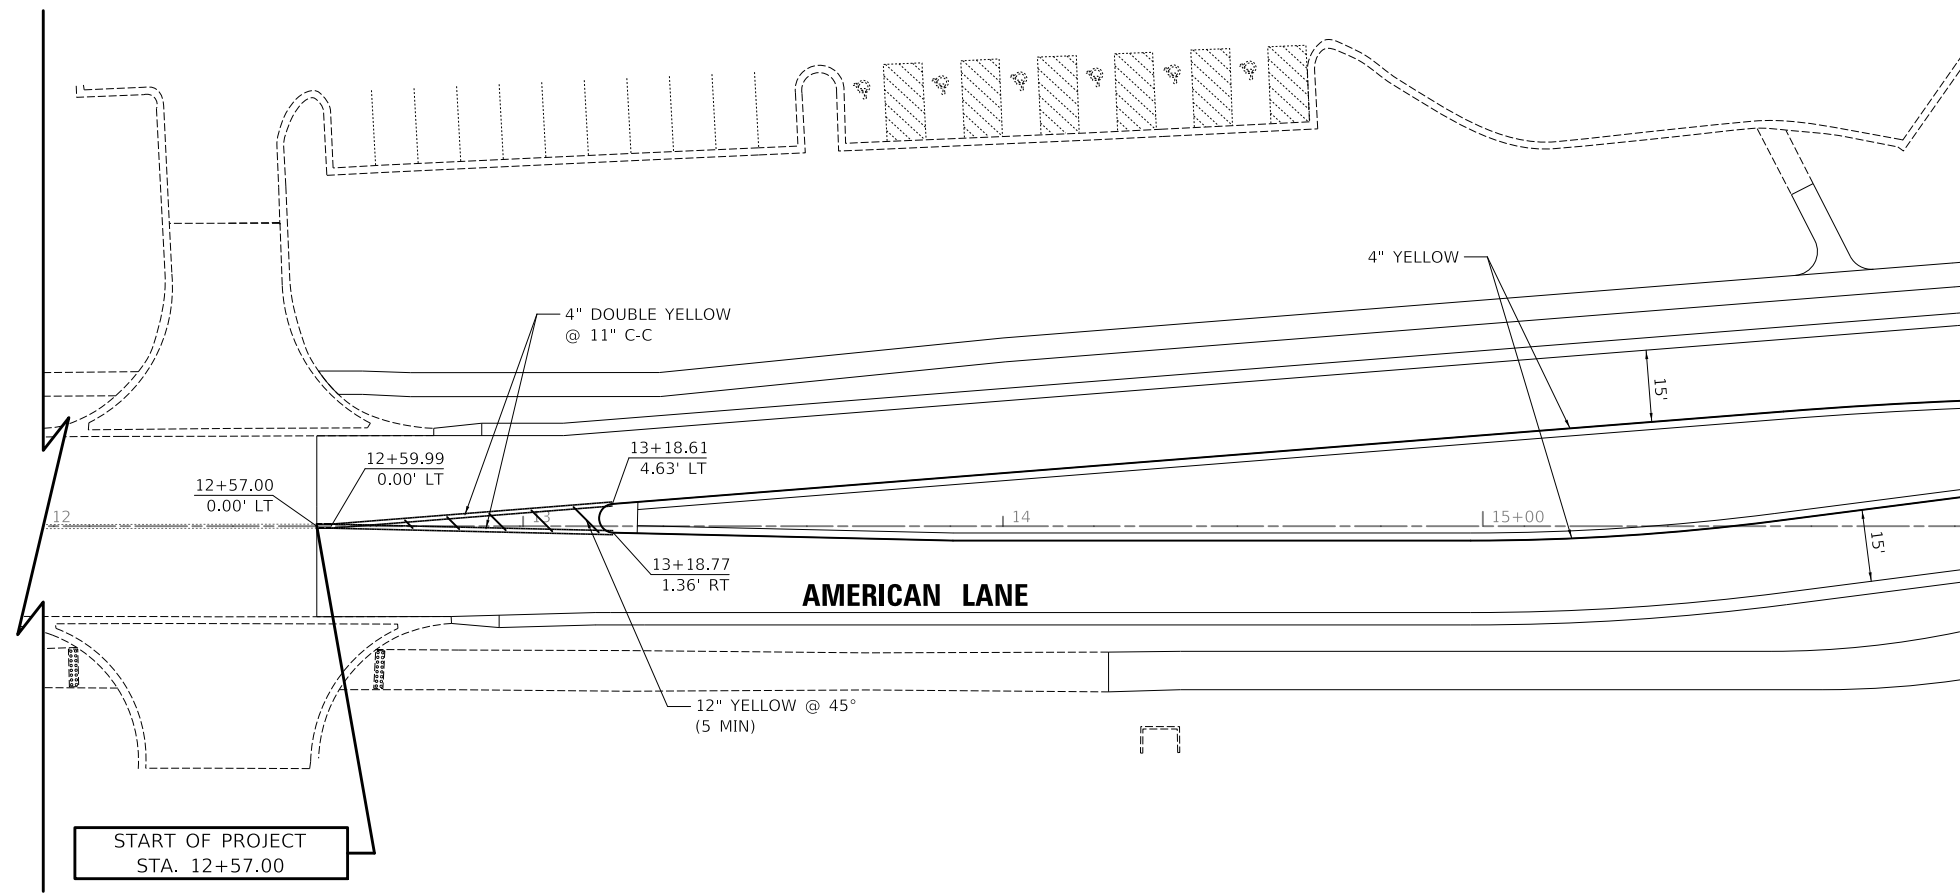 4" YELLOW
4" DOUBLE YELLOW
@ 11" C-C
15'
13+18.61
4.63' LT
12+59.99
0.00' LT
12+57.00
0.00' LT
12
13
14
15+00
15'
13+18.77
1.36' RT
AMERICAN LANE
12" YELLOW @ 45°
(5 MIN)
START OF PROJECT
STA. 12+57.00